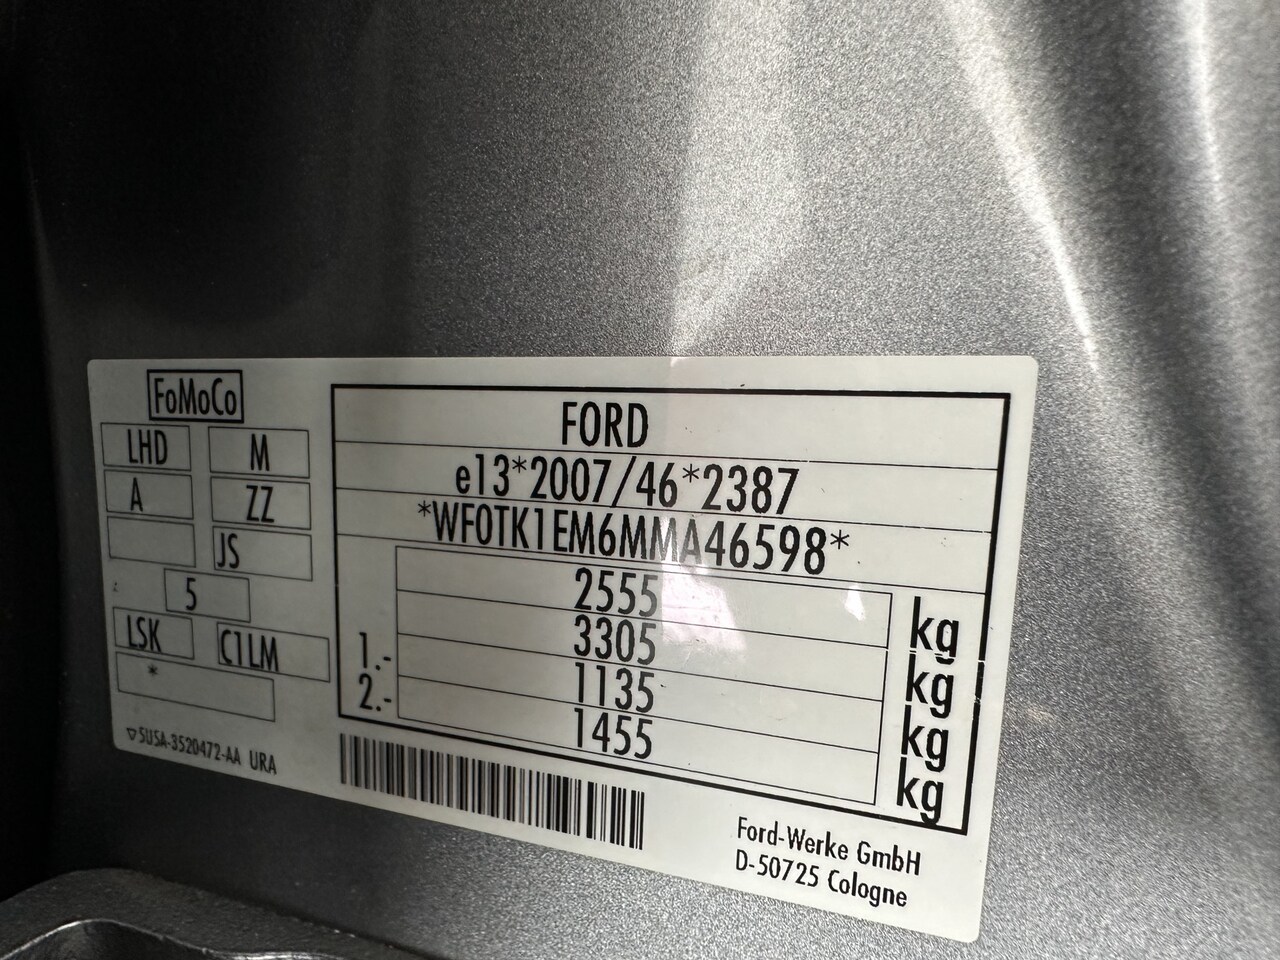 FoMoCo
LHD M
A ZZ
JS
5
LSK C1LM
*
5U5A-3520472-AA URA
FORD
e13*2007/46*2387
*WF0TK1EM6MMA46598*
2555 kg
3305 kg
1.- 1135 kg
2.- 1455 kg
Ford-Werke GmbH
D-50725 Cologne